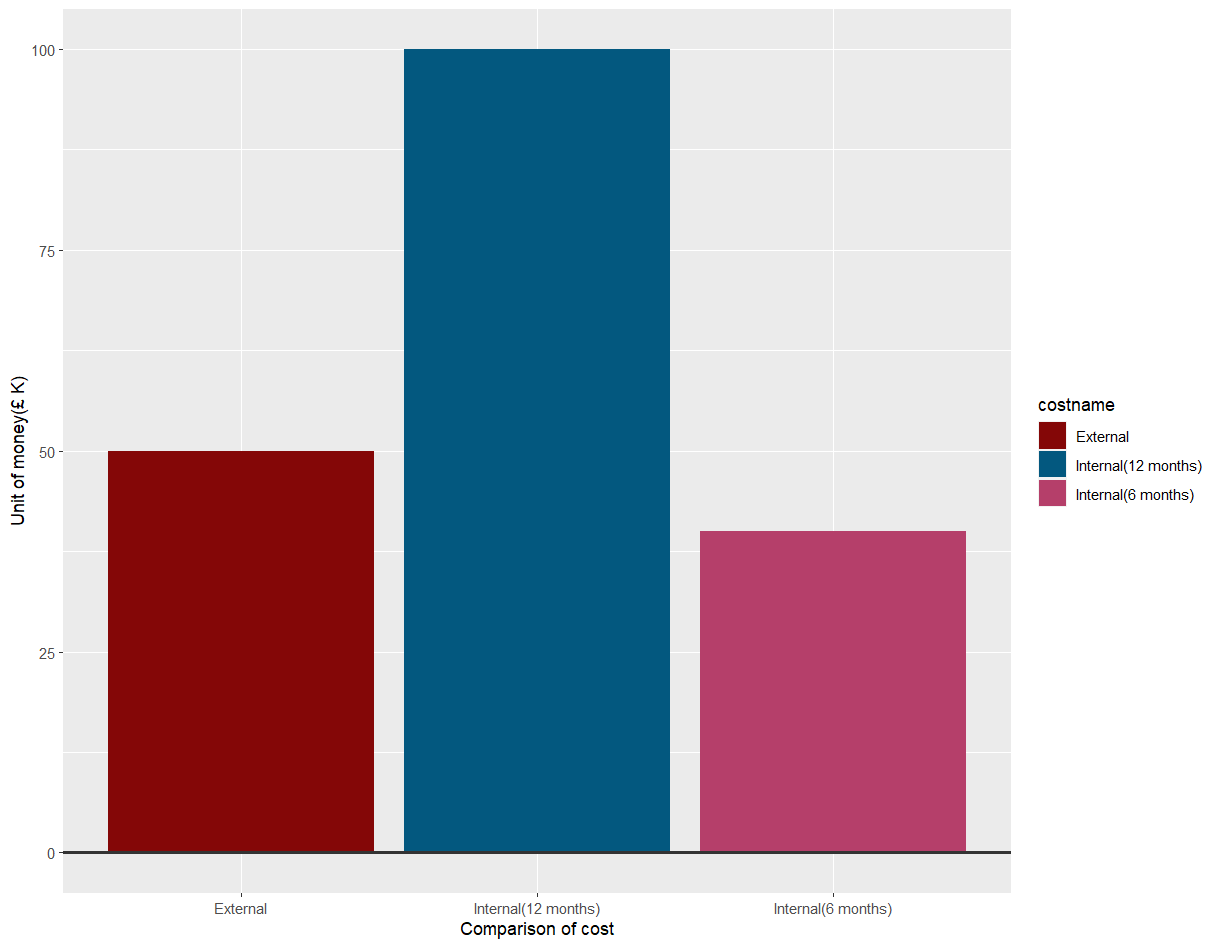 100
75
50
25
0
Unit of money(£ K)
External
Internal(12 months)
Internal(6 months)
Comparison of cost
costname
External
Internal(12 months)
Internal(6 months)